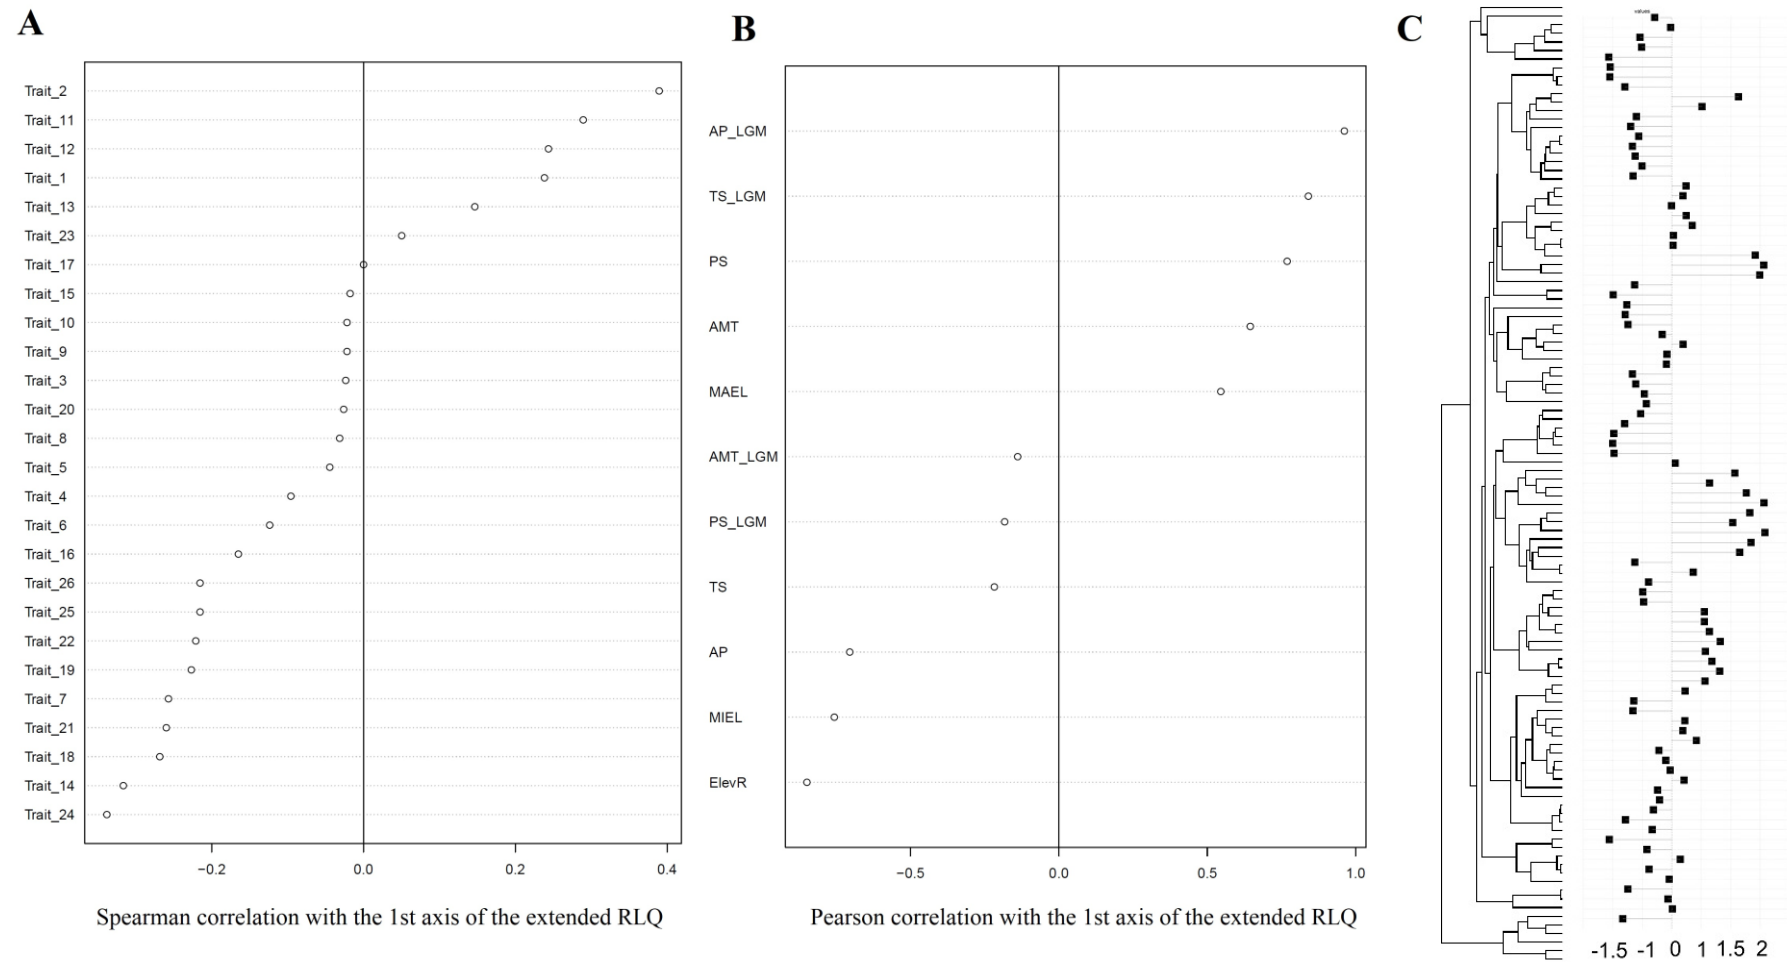 A
Trait_2
Trait_11
Trait_12
Trait_1
Trait_13
Trait_23
Trait_17
Trait_15
Trait_10
Trait_9
Trait_3
Trait_20
Trait_8
Trait_5
Trait_4
Trait_6
Trait_16
Trait_26
Trait_25
Trait_22
Trait_19
Trait_7
Trait_21
Trait_18
Trait_14
Trait_24
−0.2 0.0 0.2 0.4
Spearman correlation with the 1st axis of the extended RLQ
B
AP_LGM
TS_LGM
PS
AMT
MAEL
AMT_LGM
PS_LGM
TS
AP
MIEL
ElevR
−0.5 0.0 0.5 1.0
Pearson correlation with the 1st axis of the extended RLQ
C
values
-1.5 -1 0 1 1.5 2